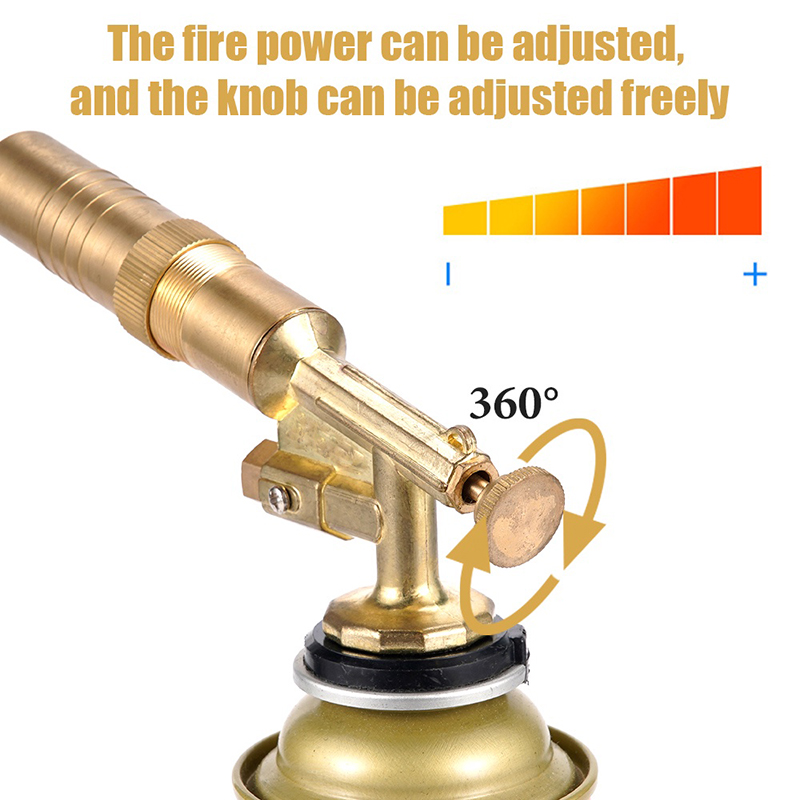 The fire power can be adjusted,
and the knob can be adjusted freely
I +
360°